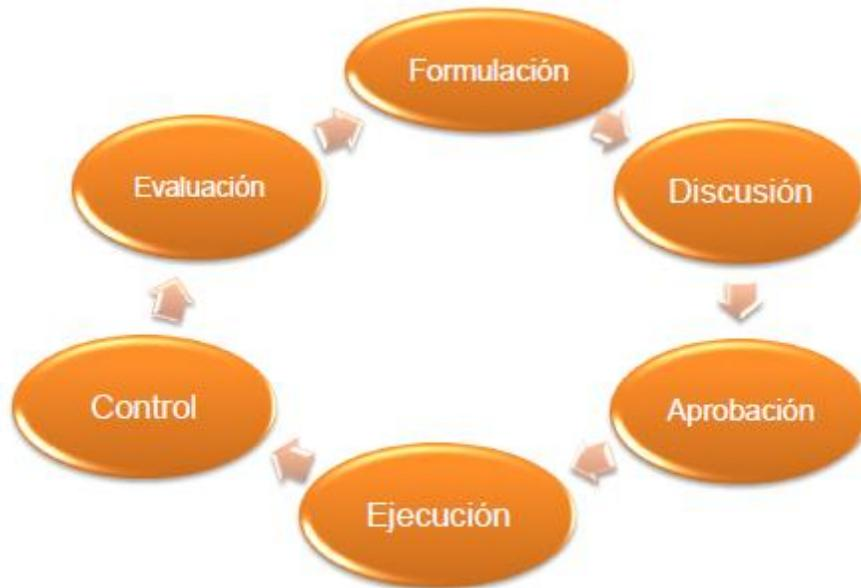 Formulación
Discusión
Aprobación
Ejecución
Control
Evaluación